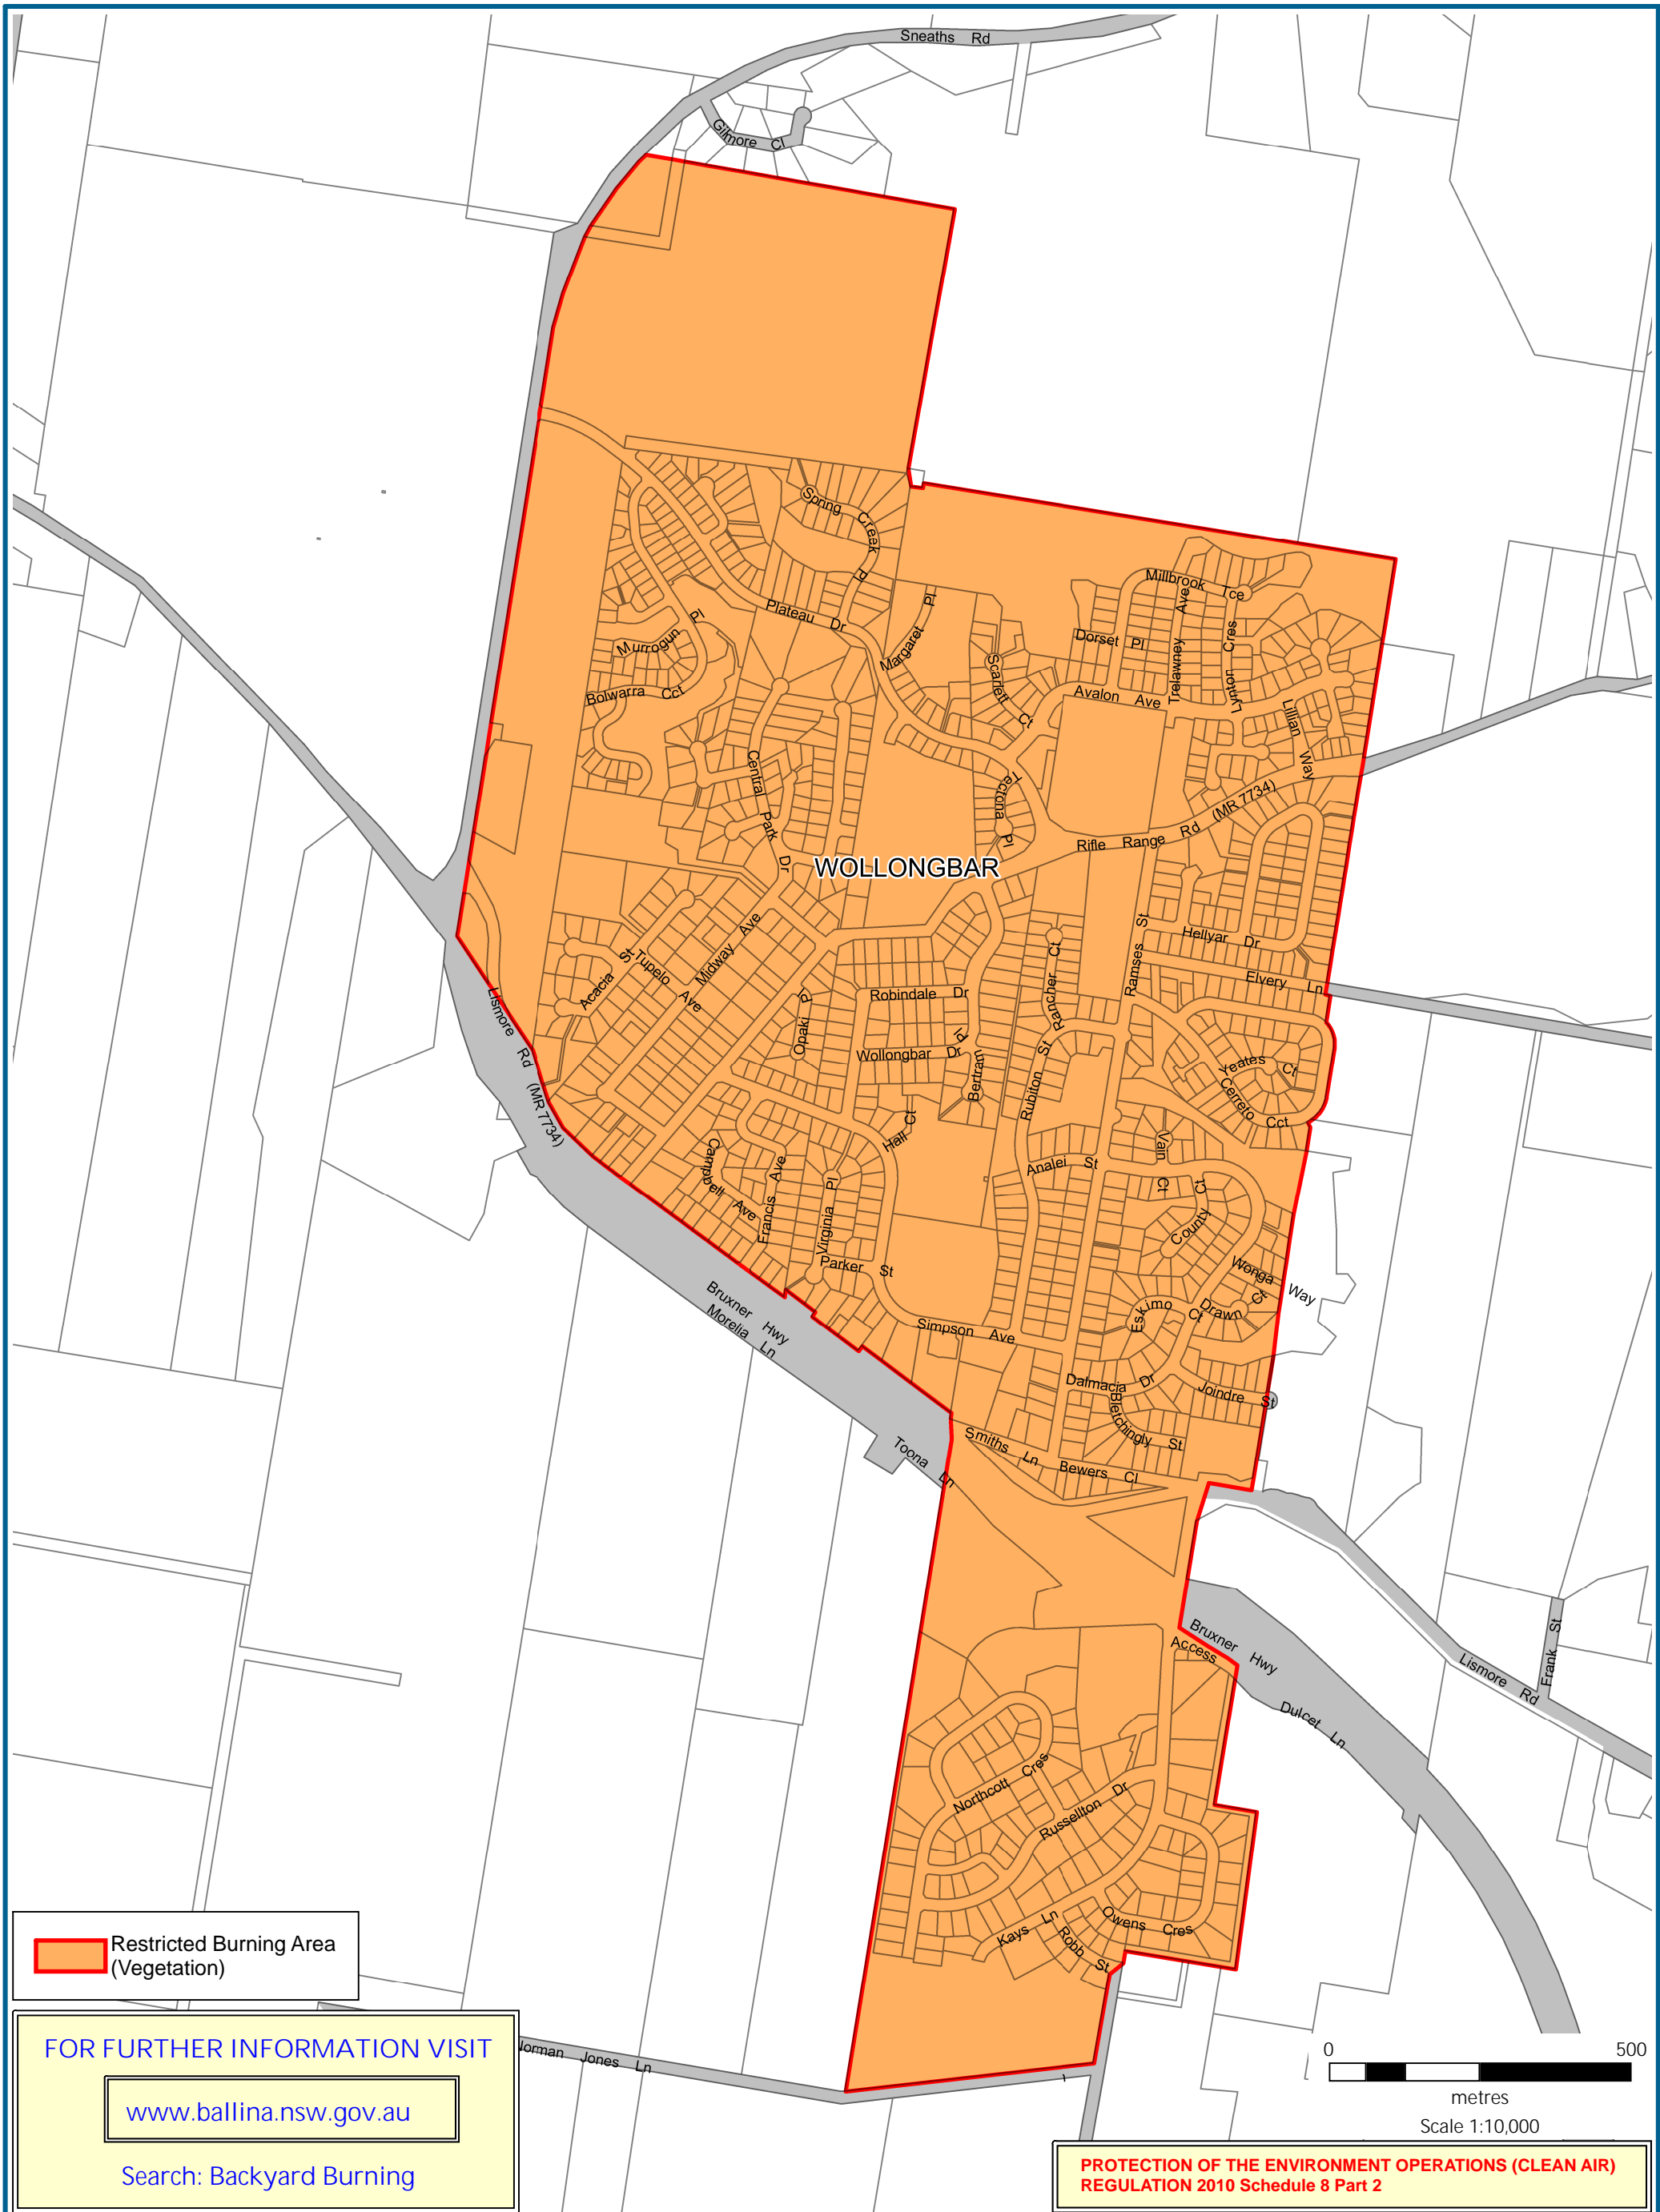 Sneaths Rd
Gilmore Cl
Spring Creek Pl
Millbrook Tce
Plateau Dr
Margaret Pl
Murrogun Pl
Dorset Pl
Trelawney Ave
Lynton Cres
Scarlett Ct
Bolwarra Cct
Avalon Ave
Lillian Way
Central Park Dr
Tectona Pl
Rifle Range Rd (MR 7734)
WOLLONGBAR
Midway Ave
Ramses St
Hellyar Dr
Acacia St
Tupelo Ave
Rancher Ct
Elvery Ln
Robindale Dr
Opaki Pl
Lismore Rd (MR 7734)
Wollongbar Dr
Bertram Pl
Rubiton St
Yeates Ct
Cerreto Cct
Hall Ct
Vain Ct
Campbell Ave
Francis Ave
Virginia Pl
Analei St
County Ct
Parker St
Wonga Way
Bruxner Hwy
Morelia Ln
Simpson Ave
Eskimo Ct
Drawn Ct
Dalmacia Dr
Joindre St
Bletchingly St
Toona Ln
Smiths Ln
Bewers Cl
Bruxner Hwy
Access
Lismore Rd
Frank St
Dulcet Ln
Northcott Cres
Russellton Dr
Owens Cres
Kays Ln
Robb St
Restricted Burning Area
(Vegetation)
FOR FURTHER INFORMATION VISIT
www.ballina.nsw.gov.au
Search: Backyard Burning
Norman Jones Ln
0 500
metres
Scale 1:10,000
PROTECTION OF THE ENVIRONMENT OPERATIONS (CLEAN AIR)
REGULATION 2010 Schedule 8 Part 2